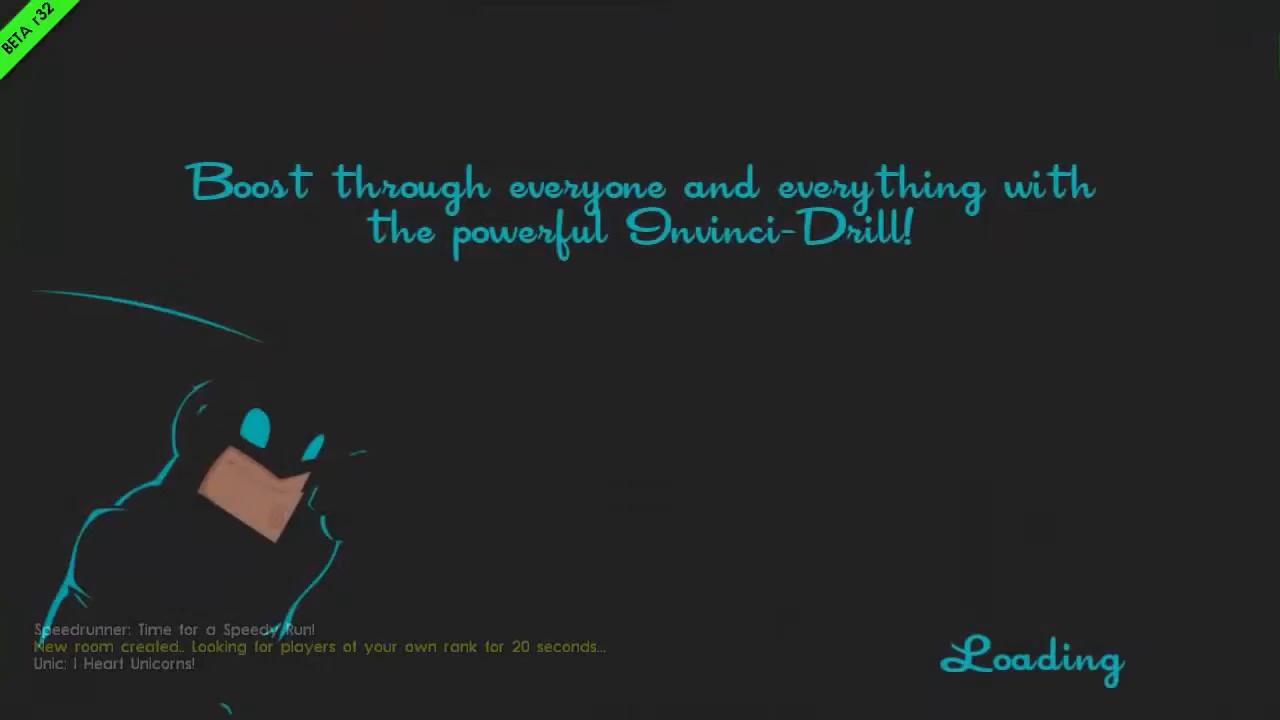 BETA r32
Boost through everyone and everything with
the powerful Invinci-Drill!
Speedrunner: Time for a Speedy Run!
New room created.. Looking for players of your own rank for 20 seconds...
Unic: I Heart Unicorns!
Loading